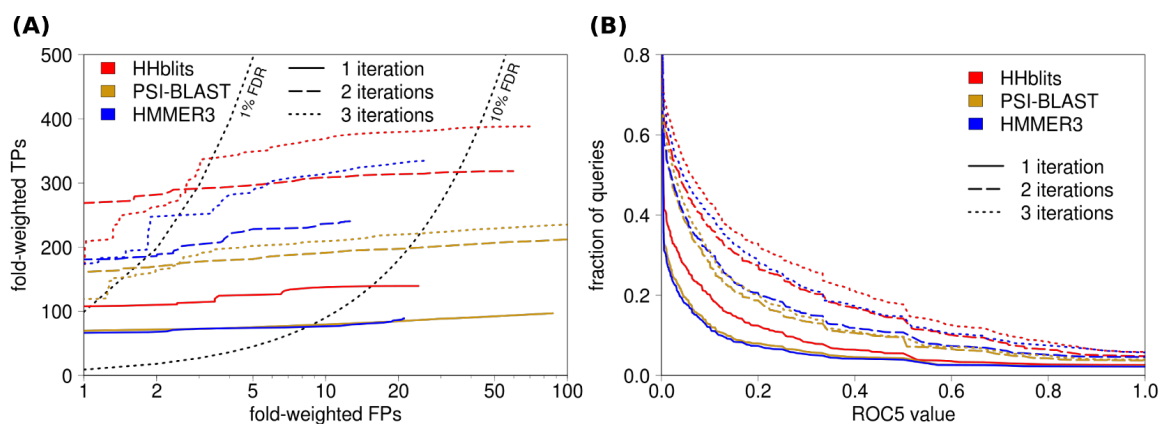 (A)
500
400
300
200
100
0
fold-weighted TPs
HHblits
PSI-BLAST
HMMER3
1 iteration
2 iterations
3 iterations
1% FDR
10% FDR
1
2
5
10
20
100
fold-weighted FPs
(B)
0.8
0.6
0.4
0.2
0.0
fraction of queries
HHblits
PSI-BLAST
HMMER3
1 iteration
2 iterations
3 iterations
0.0
0.2
0.4
0.6
0.8
1.0
ROC5 value